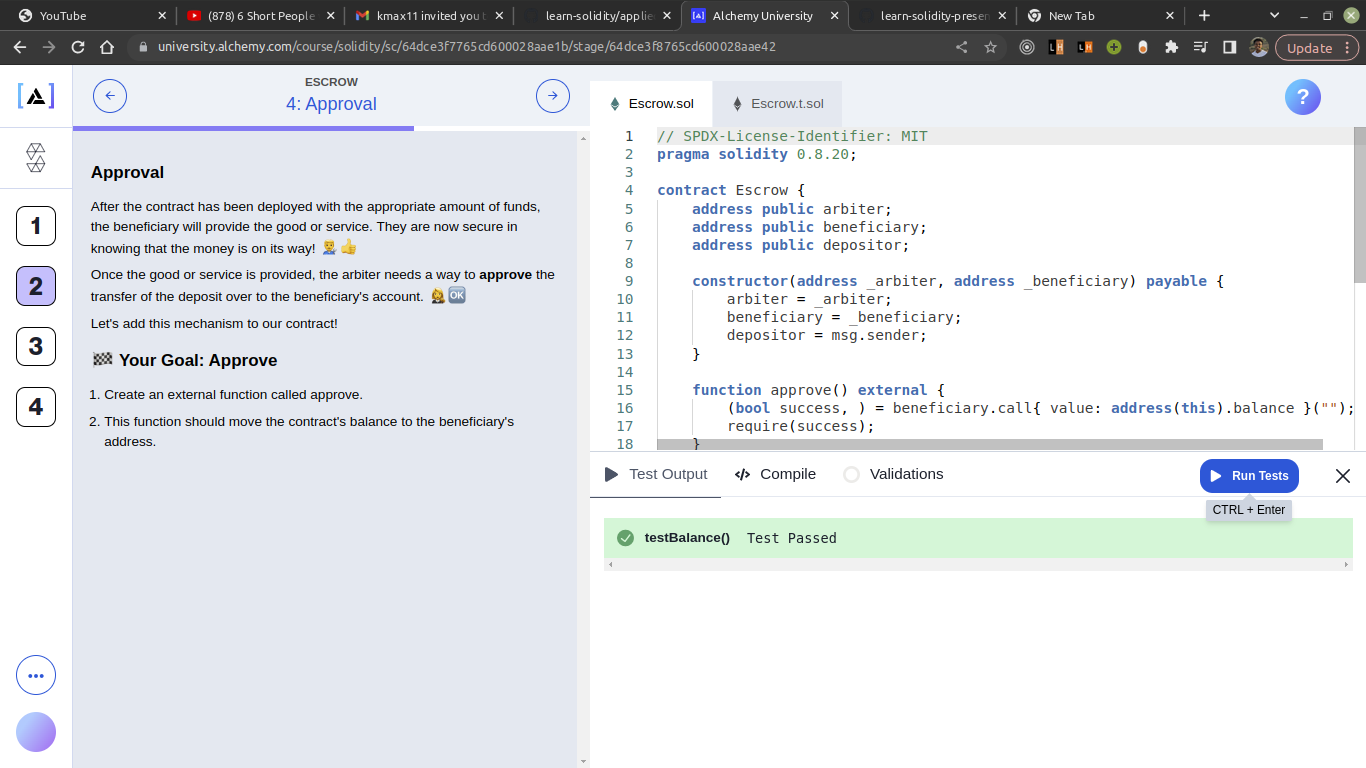 YouTube
(878) 6 Short People
kmax11 invited you t
learn-solidity/applie
Alchemy University
learn-solidity-presen
New Tab
university.alchemy.com/course/solidity/sc/64dce3f7765cd600028aae1b/stage/64dce3f8765cd600028aae42
LH
LH
Update
ESCROW
4: Approval
1
2
3
4
Approval
After the contract has been deployed with the appropriate amount of funds,
the beneficiary will provide the good or service. They are now secure in
knowing that the money is on its way! 👨‍⚕️👍
Once the good or service is provided, the arbiter needs a way to approve the
transfer of the deposit over to the beneficiary's account. 👩‍⚖️🆗
Let's add this mechanism to our contract!
🏁 Your Goal: Approve
1. Create an external function called approve.
2. This function should move the contract's balance to the beneficiary's
address.
Escrow.sol
Escrow.t.sol
?
1 // SPDX-License-Identifier: MIT
2 pragma solidity 0.8.20;
3
4 contract Escrow {
5 address public arbiter;
6 address public beneficiary;
7 address public depositor;
8
9 constructor(address _arbiter, address _beneficiary) payable {
10 arbiter = _arbiter;
11 beneficiary = _beneficiary;
12 depositor = msg.sender;
13 }
14
15 function approve() external {
16 (bool success, ) = beneficiary.call{ value: address(this).balance }("");
17 require(success);
18 }
Test Output
</> Compile
Validations
Run Tests
CTRL + Enter
testBalance() Test Passed